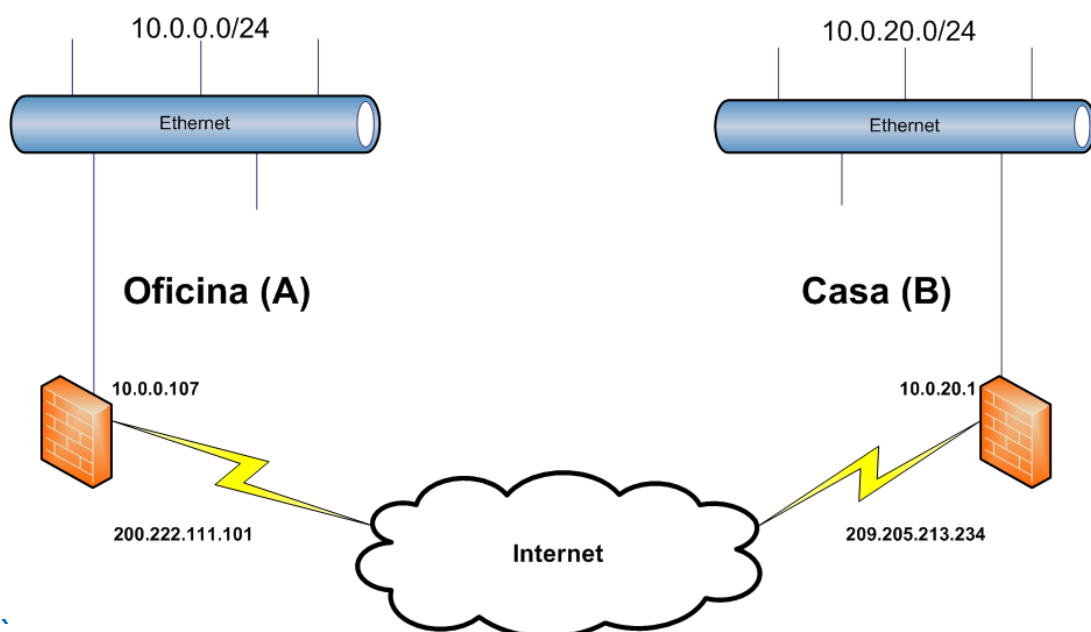 10.0.0.0/24
10.0.20.0/24
Ethernet
Ethernet
Oficina (A)
Casa (B)
10.0.0.107
10.0.20.1
200.222.111.101
209.205.213.234
Internet